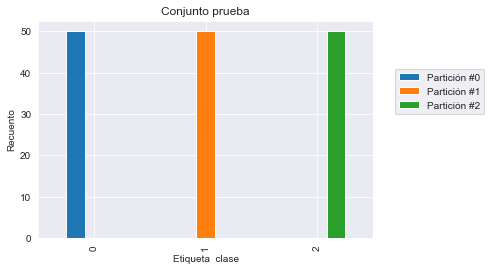 Conjunto prueba
50
40
30
20
10
0
Recuento
0
1
2
Etiqueta  clase
Partición #0
Partición #1
Partición #2